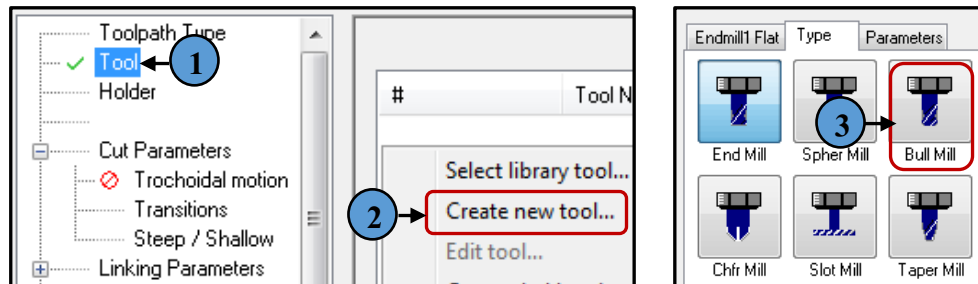 Toolpath Type
Tool
1
Holder
Cut Parameters
Trochoidal motion
Transitions
Steep / Shallow
Linking Parameters
# Tool N
Select library tool...
2
Create new tool...
Edit tool...
Endmill1 Flat Type Parameters
3
End Mill Spher Mill Bull Mill
Chfr Mill Slot Mill Taper Mill